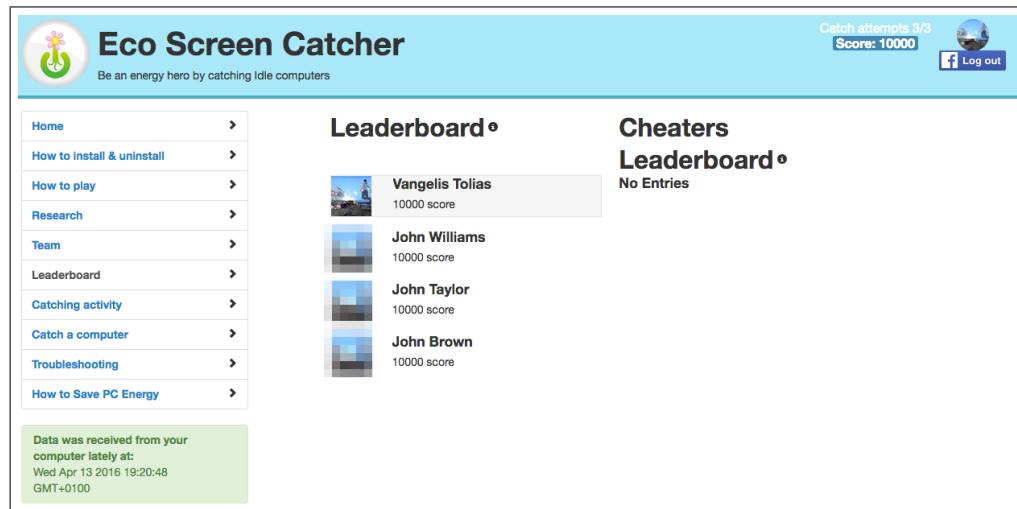 Eco Screen Catcher
Be an energy hero by catching Idle computers
Catch attempts 3/3
Score: 10000
f Log out
Home
How to install & uninstall
How to play
Research
Team
Leaderboard
Catching activity
Catch a computer
Troubleshooting
How to Save PC Energy
Data was received from your
computer lately at:
Wed Apr 13 2016 19:20:48
GMT+0100
Leaderboard
Vangelis Tolias
10000 score
John Williams
10000 score
John Taylor
10000 score
John Brown
10000 score
Cheaters
Leaderboard
No Entries